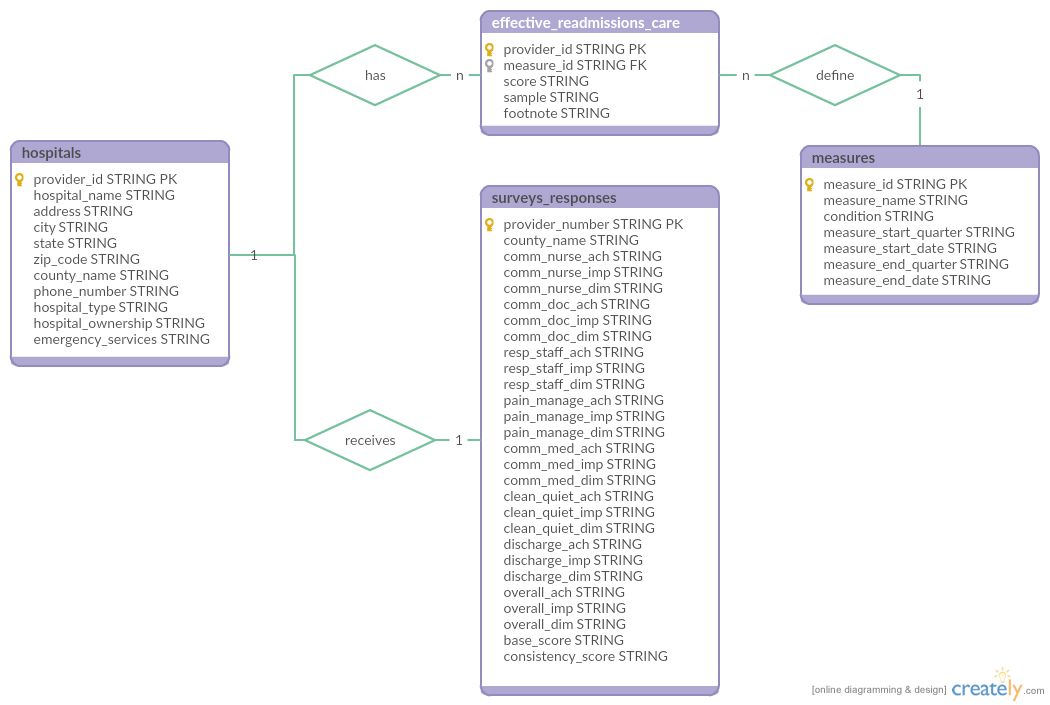 effective_readmissions_care
provider_id STRING PK
measure_id STRING FK
score STRING
sample STRING
footnote STRING
has
n
n
define
1
hospitals
provider_id STRING PK
hospital_name STRING
address STRING
city STRING
state STRING
zip_code STRING
county_name STRING
phone_number STRING
hospital_type STRING
hospital_ownership STRING
emergency_services STRING
1
measures
measure_id STRING PK
measure_name STRING
condition STRING
measure_start_quarter STRING
measure_start_date STRING
measure_end_quarter STRING
measure_end_date STRING
surveys_responses
provider_number STRING PK
county_name STRING
comm_nurse_ach STRING
comm_nurse_imp STRING
comm_nurse_dim STRING
comm_doc_ach STRING
comm_doc_imp STRING
comm_doc_dim STRING
resp_staff_ach STRING
resp_staff_imp STRING
resp_staff_dim STRING
pain_manage_ach STRING
pain_manage_imp STRING
pain_manage_dim STRING
comm_med_ach STRING
comm_med_imp STRING
comm_med_dim STRING
clean_quiet_ach STRING
clean_quiet_imp STRING
clean_quiet_dim STRING
discharge_ach STRING
discharge_imp STRING
discharge_dim STRING
overall_ach STRING
overall_imp STRING
overall_dim STRING
base_score STRING
consistency_score STRING
receives
1
[online diagramming & design] creately.com